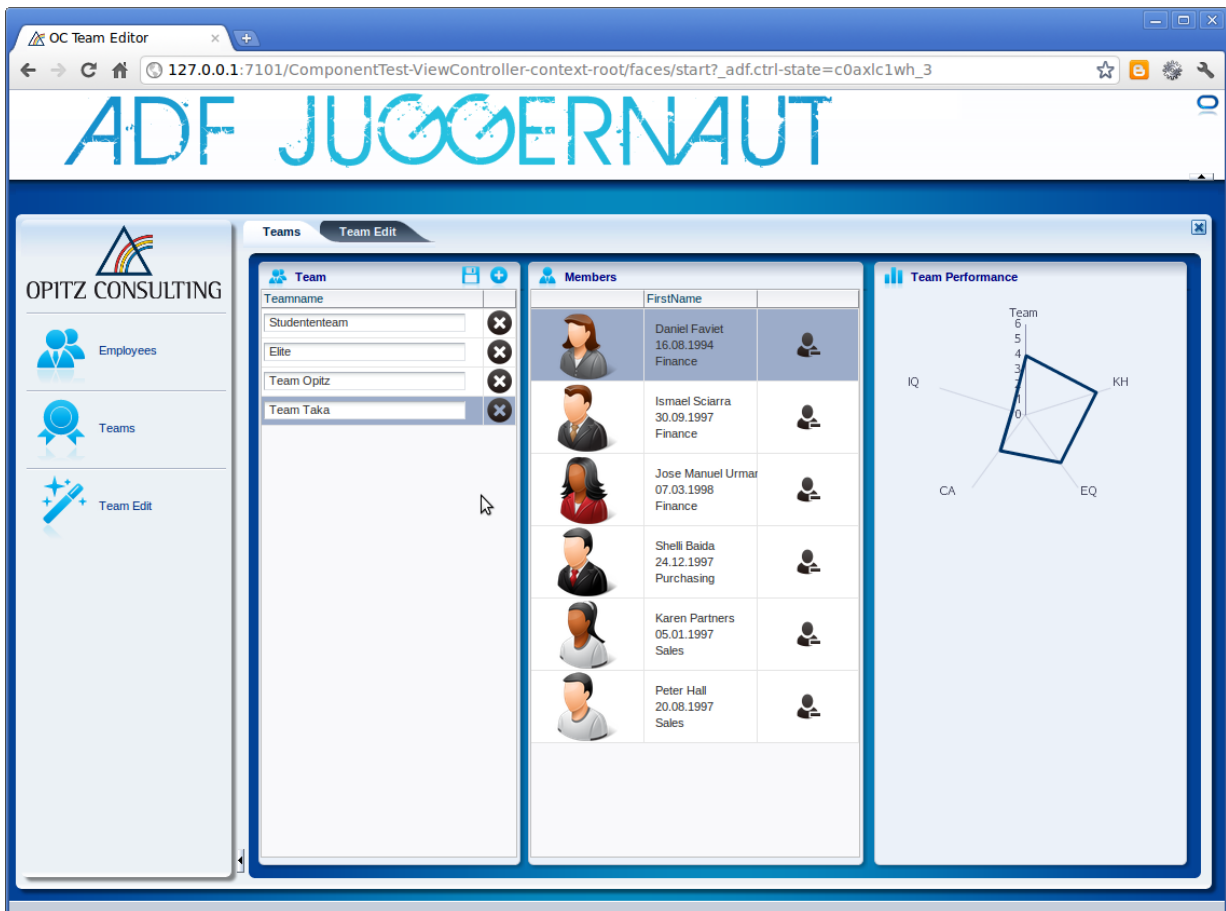 OC Team Editor
127.0.0.1:7101/ComponentTest-ViewController-context-root/faces/start?_adf.ctrl-state=c0axlc1wh_3
ADF JUGGERNAUT
OPITZ CONSULTING
Employees
Teams
Team Edit
Teams
Team Edit
Team
Teamname
Studententeam
Elite
Team Opitz
Team Taka
Members
FirstName
Daniel Faviet
16.08.1994
Finance
Ismael Sciarra
30.09.1997
Finance
Jose Manuel Urmar
07.03.1998
Finance
Shelli Baida
24.12.1997
Purchasing
Karen Partners
05.01.1997
Sales
Peter Hall
20.08.1997
Sales
Team Performance
Team
6
5
4
3
2
1
0
IQ
KH
CA
EQ